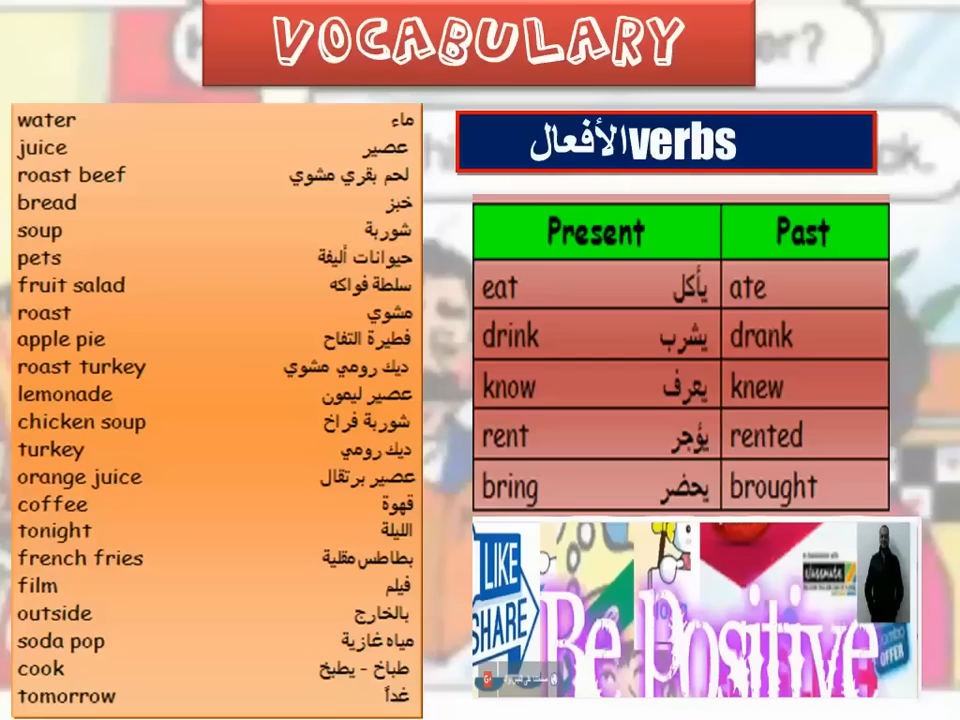 VOCABULARY
er?
ok.
water ماء
juice عصير
roast beef لحم بقري مشوي
bread خبز
soup شوربة
pets حيوانات أليفة
fruit salad سلطة فواكه
roast مشوي
apple pie فطيرة التفاح
roast turkey ديك رومي مشوي
lemonade عصير ليمون
chicken soup شوربة فراخ
turkey ديك رومي
orange juice عصير برتقال
coffee قهوة
tonight الليلة
french fries بطاطس مقلية
film فيلم
outside بالخارج
soda pop مياه غازية
cook طباخ - يطبخ
tomorrow غداً
الأفعال verbs
Present Past
eat يأكل ate
drink يشرب drank
know يعرف knew
rent يؤجر rented
bring يحضر brought
LIKE
SHARE
Be Positive
OFFER
G+